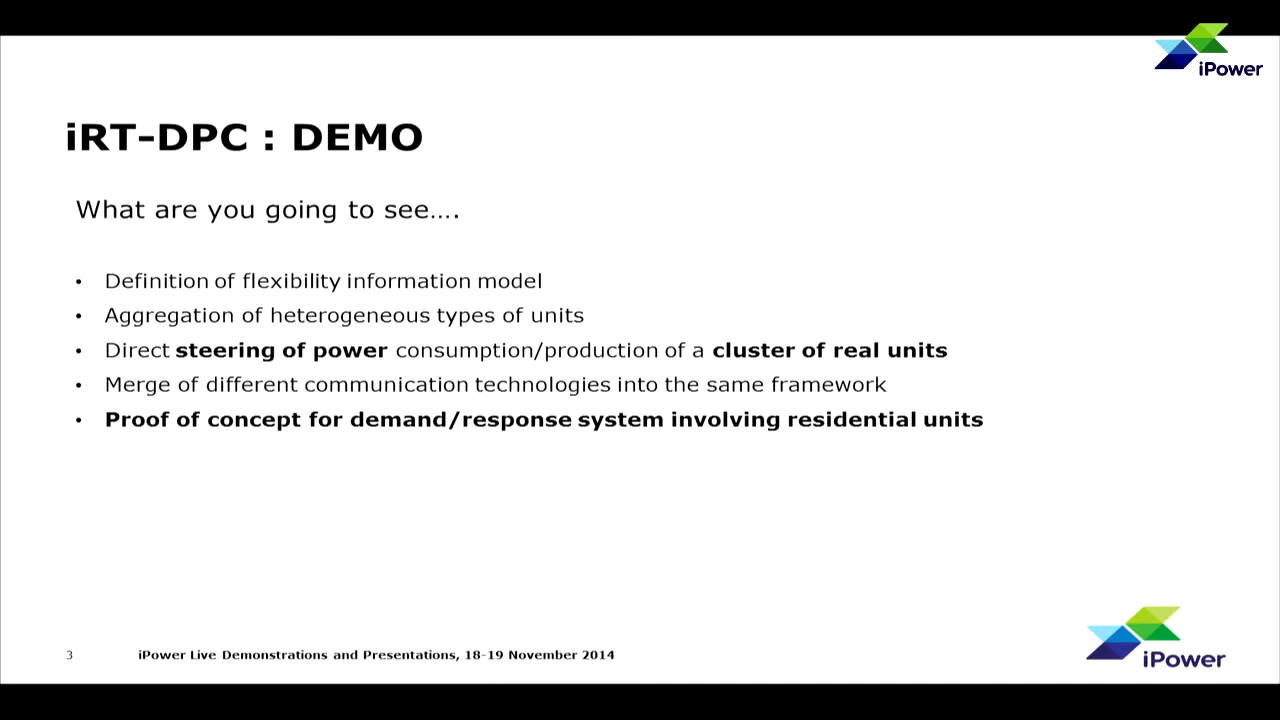 iPower
iRT-DPC : DEMO
What are you going to see….
• Definition of flexibility information model
• Aggregation of heterogeneous types of units
• Direct steering of power consumption/production of a cluster of real units
• Merge of different communication technologies into the same framework
• Proof of concept for demand/response system involving residential units
3 iPower Live Demonstrations and Presentations, 18-19 November 2014
iPower